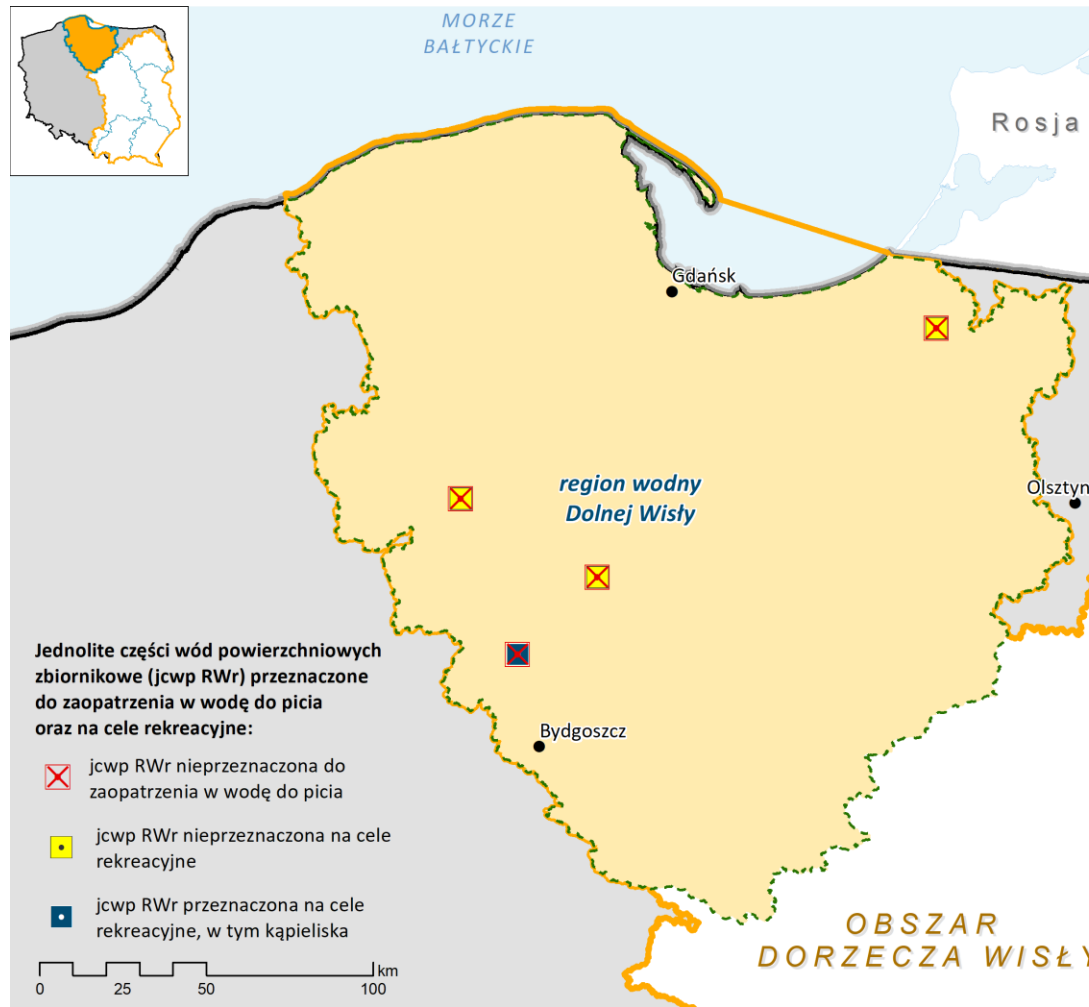 MORZE
BAŁTYCKIE
Rosja
Gdańsk
Olsztyn
region wodny
Dolnej Wisły
Bydgoszcz
Jednolite części wód powierzchniowych
zbiornikowe (jcwp RWr) przeznaczone
do zaopatrzenia w wodę do picia
oraz na cele rekreacyjne:
jcwp RWr nieprzeznaczona do
zaopatrzenia w wodę do picia
jcwp RWr nieprzeznaczona na cele
rekreacyjne
jcwp RWr przeznaczona na cele
rekreacyjne, w tym kąpieliska
km
0 25 50 100
OBSZAR
DORZECZA WISŁY